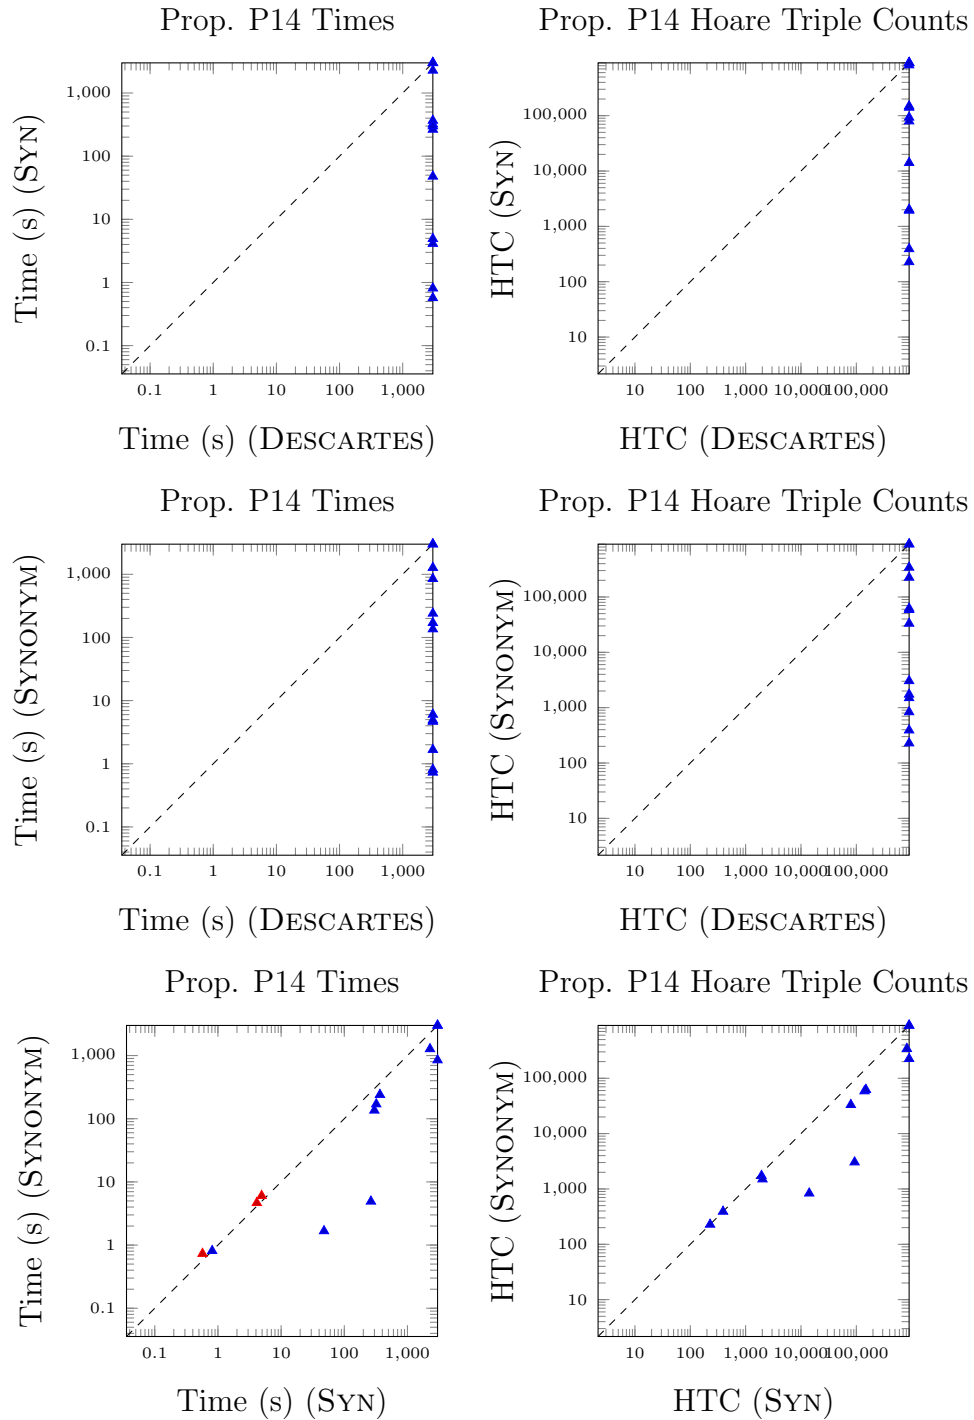 Prop. P14 Times
Prop. P14 Hoare Triple Counts
Time (s) (SYN)
1,000
100
10
1
0.1
0.1 1 10 100 1,000
Time (s) (DESCARTES)
HTC (SYN)
100,000
10,000
1,000
100
10
10 100 1,000 10,000 100,000
HTC (DESCARTES)
Prop. P14 Times
Prop. P14 Hoare Triple Counts
Time (s) (SYNONYM)
1,000
100
10
1
0.1
0.1 1 10 100 1,000
Time (s) (DESCARTES)
HTC (SYNONYM)
100,000
10,000
1,000
100
10
10 100 1,000 10,000 100,000
HTC (DESCARTES)
Prop. P14 Times
Prop. P14 Hoare Triple Counts
Time (s) (SYNONYM)
1,000
100
10
1
0.1
0.1 1 10 100 1,000
Time (s) (SYN)
HTC (SYNONYM)
100,000
10,000
1,000
100
10
10 100 1,000 10,000 100,000
HTC (SYN)